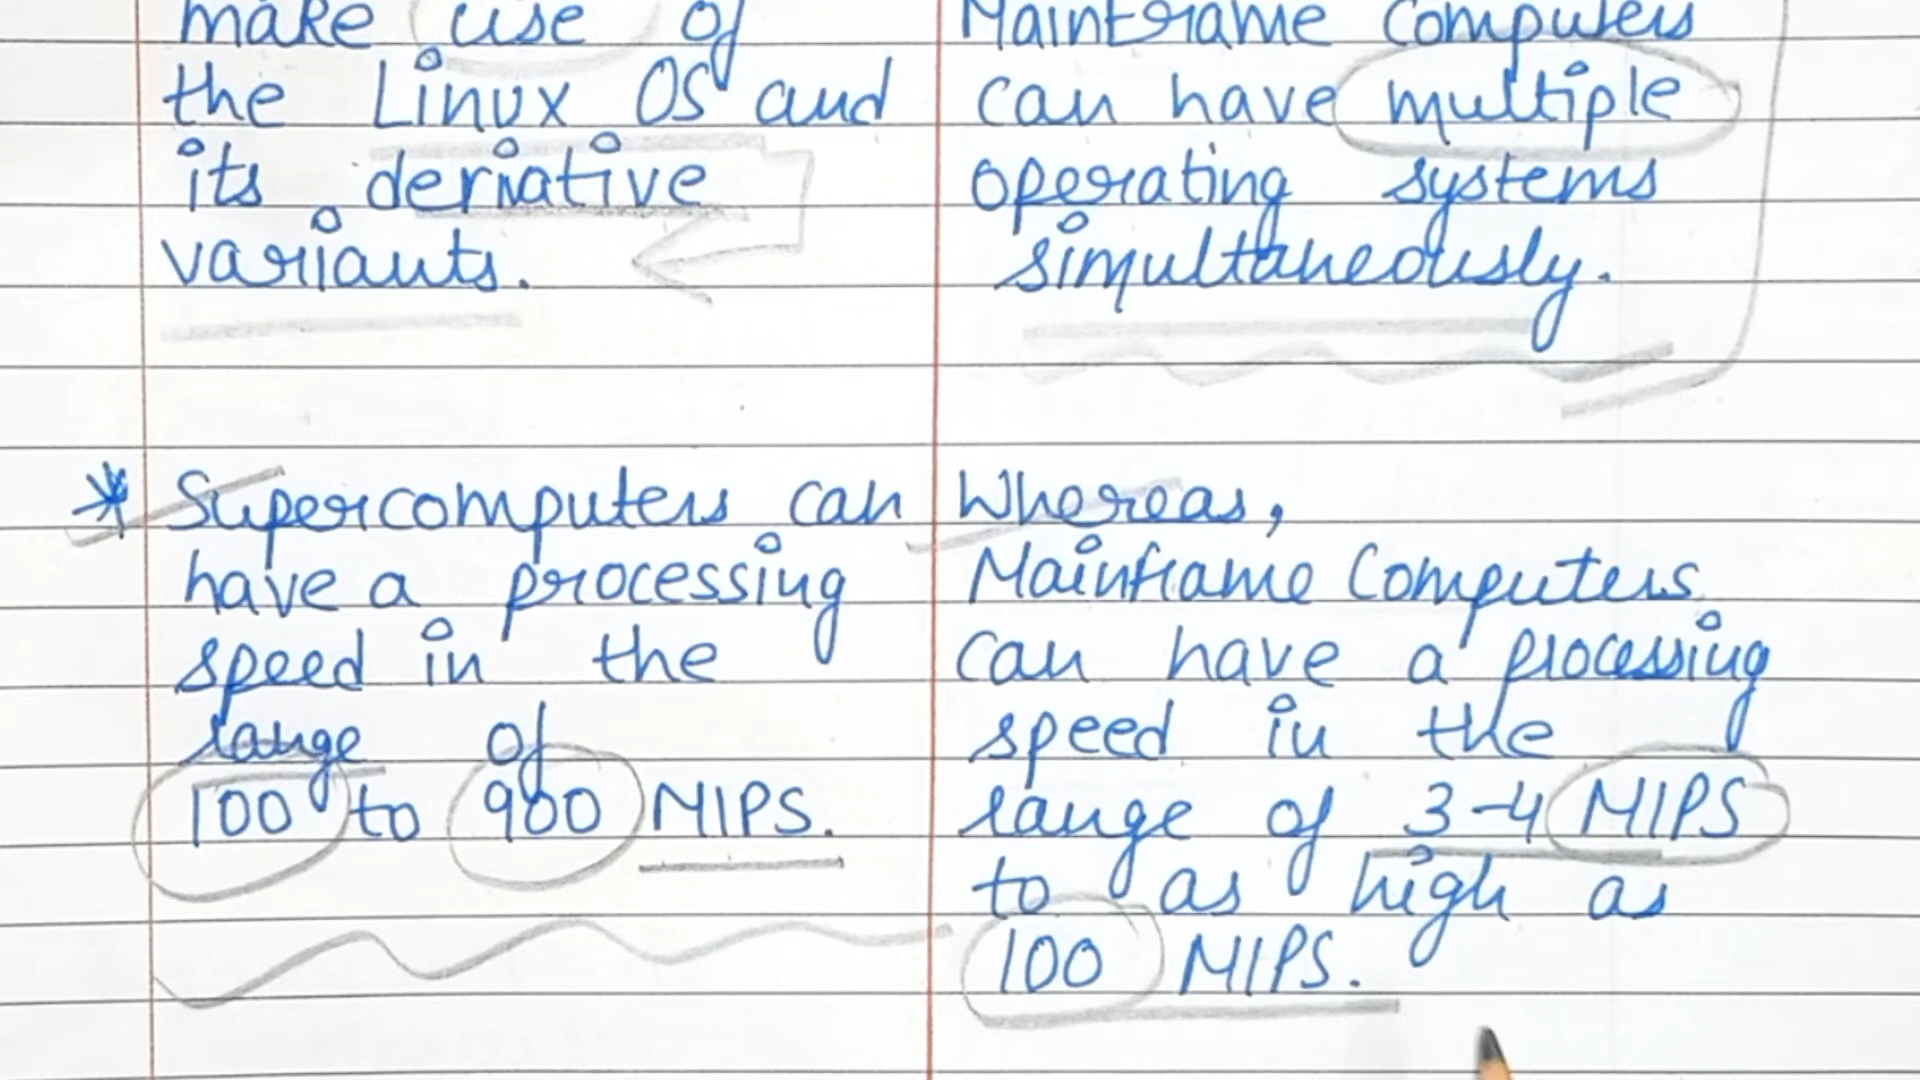 make use of
the Linux OS and
its deriative
variants.
Mainframe Computers
can have multiple
operating systems
simultaneously.
* Supercomputers can
have a processing
speed in the
range of
100 to 900 MIPS.
Whereas,
Mainframe Computers
can have a processing
speed in the
range of 3-4 MIPS
to as high as
100 MIPS.